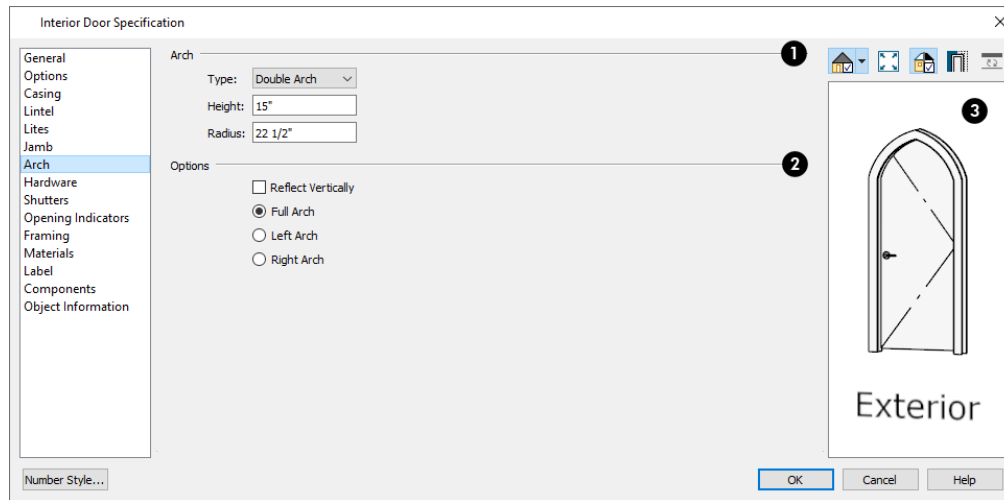 Interior Door Specification
General
Options
Casing
Lintel
Lites
Jamb
Arch
Hardware
Shutters
Opening Indicators
Framing
Materials
Label
Components
Object Information
Arch
1
Type: Double Arch
Height: 15"
Radius: 22 1/2"
Options
2
Reflect Vertically
Full Arch
Left Arch
Right Arch
3
Exterior
Number Style...
OK Cancel Help